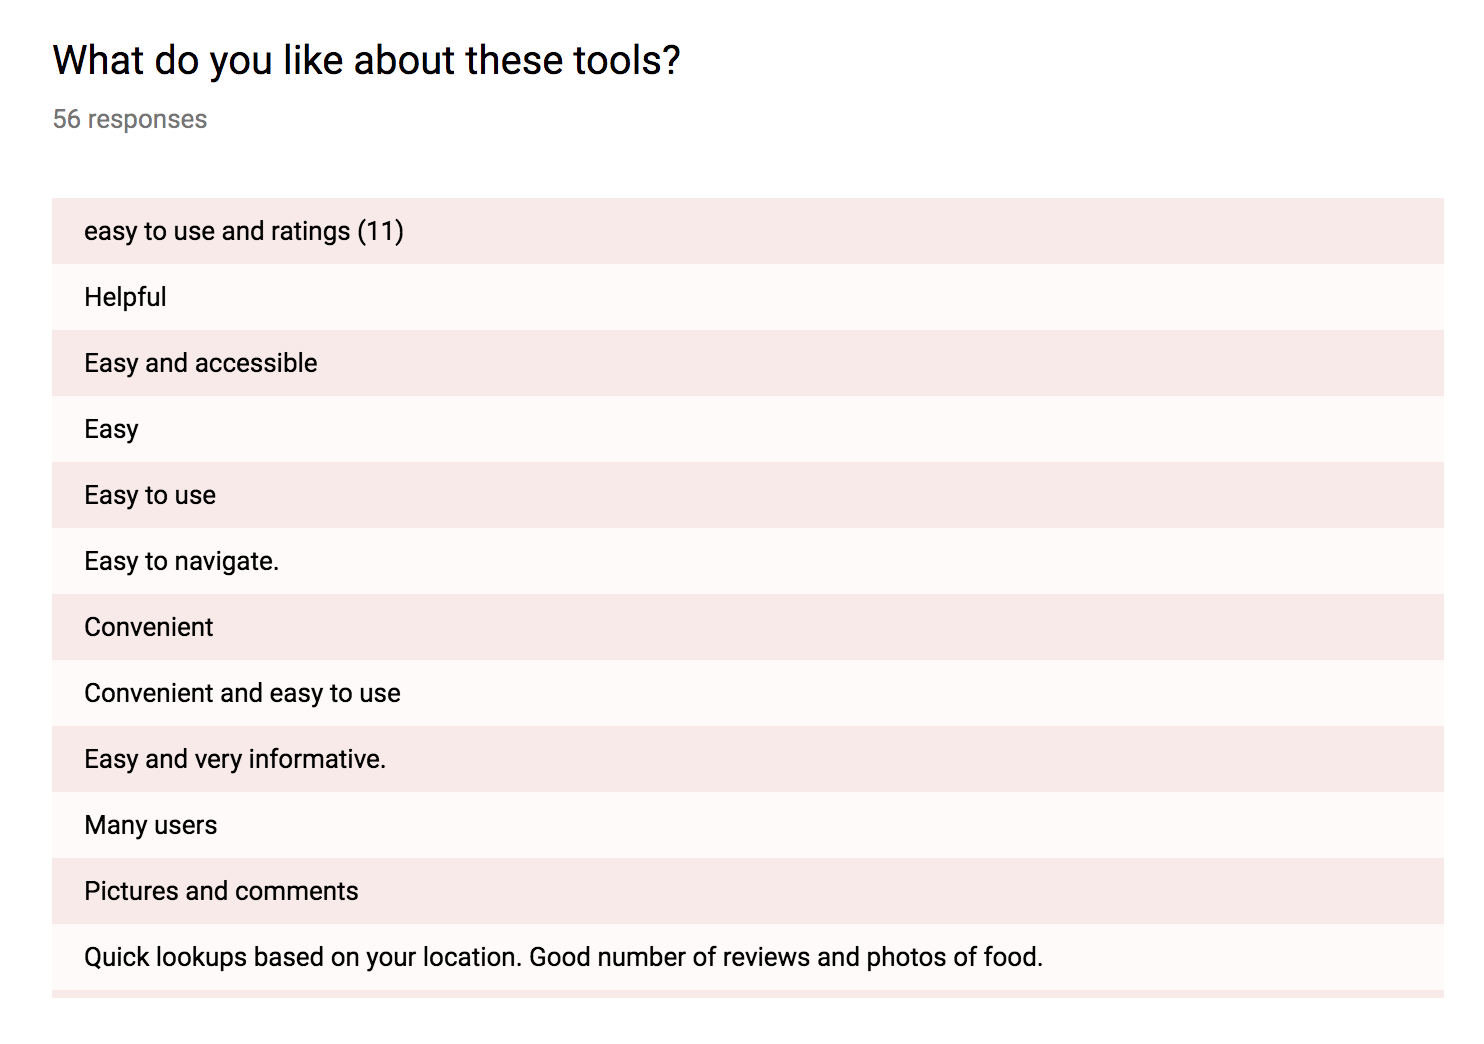 What do you like about these tools?
56 responses
easy to use and ratings (11)
Helpful
Easy and accessible
Easy
Easy to use
Easy to navigate.
Convenient
Convenient and easy to use
Easy and very informative.
Many users
Pictures and comments
Quick lookups based on your location. Good number of reviews and photos of food.